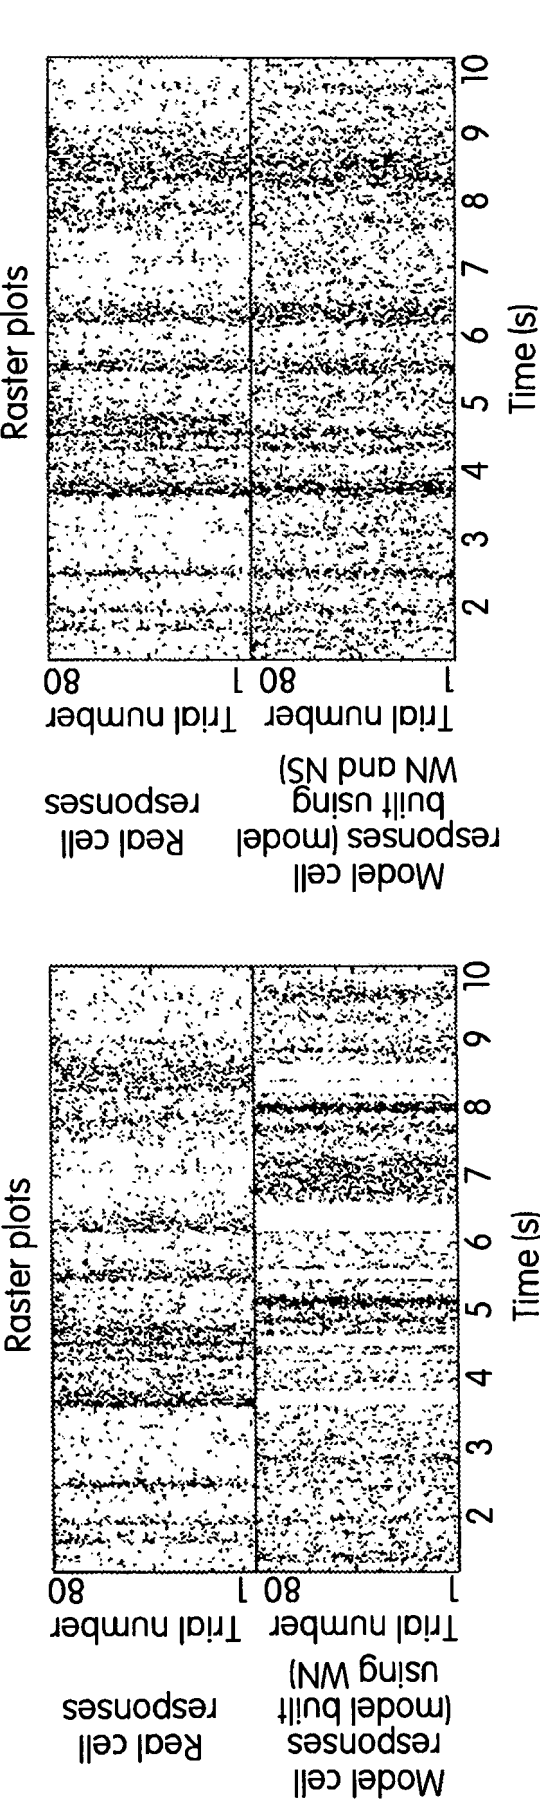 Raster plots
Real cell
responses
Trial number
80
1
Model cell
responses
(model built
using WN)
Trial number
80
1
2 3 4 5 6 7 8 9 10
Time (s)
Raster plots
Real cell
responses
Trial number
80
1
Model cell
responses (model
built using
WN and NS)
Trial number
80
1
2 3 4 5 6 7 8 9 10
Time (s)